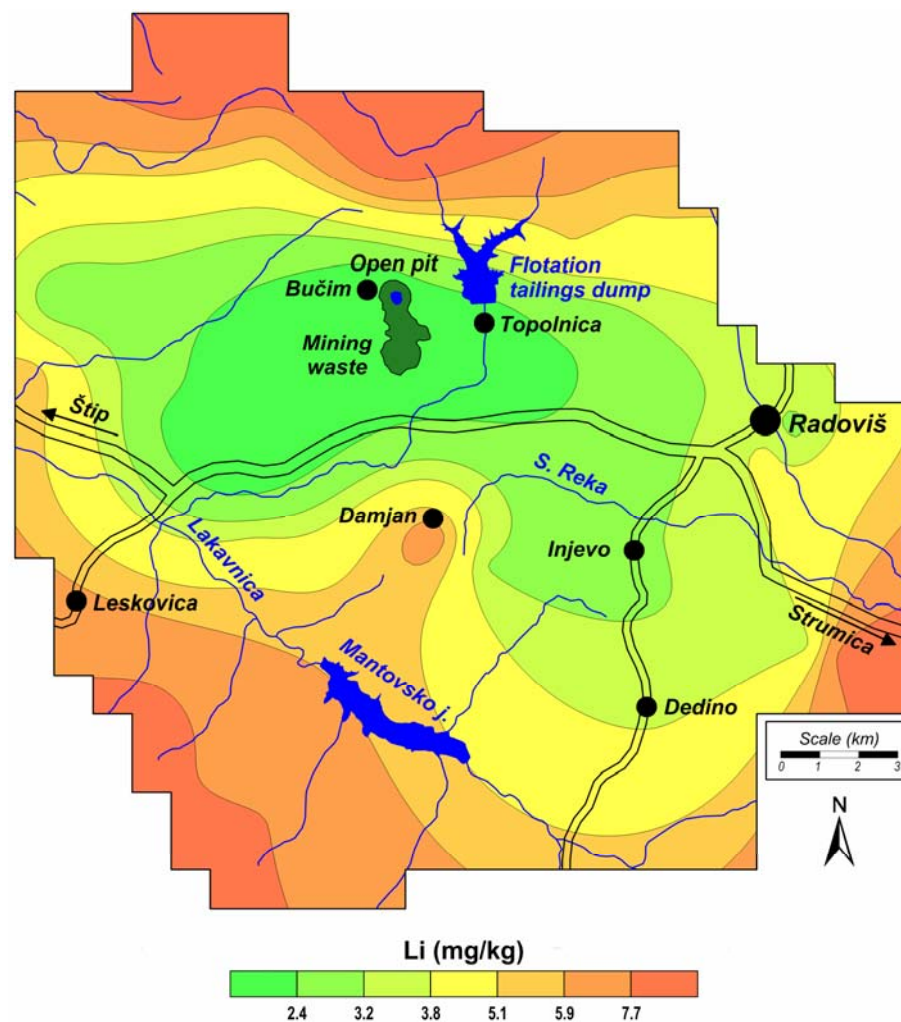 Open pit
Bučim
Flotation
tailings dump
Topolnica
Mining
waste
Štip
Radoviš
S. Reka
Damjan
Lakavnica
Injevo
Leskovica
Strumica
Mantovsko j.
Dedino
Scale (km)
0 1 2 3
N
Li (mg/kg)
2.4 3.2 3.8 5.1 5.9 7.7